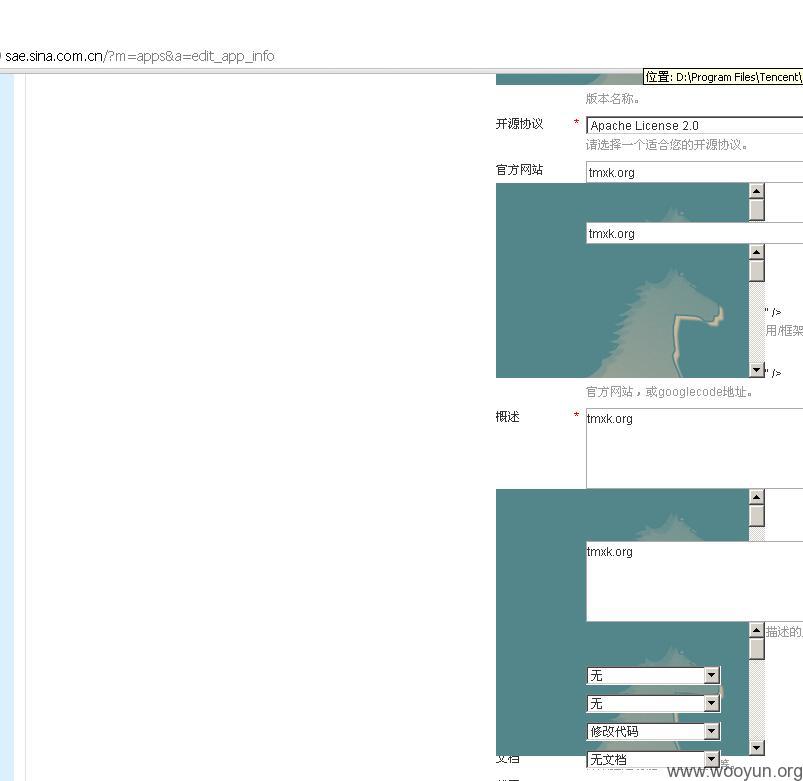 sae.sina.com.cn/?m=apps&a=edit_app_info
位置: D:\Program Files\Tencent\
版本名称。
开源协议 * Apache License 2.0
请选择一个适合您的开源协议。
官方网站 tmxk.org
tmxk.org
" />
用/框架
" />
官方网站，或googlecode地址。
概述 * tmxk.org
tmxk.org
描述的
无
无
修改代码
文档 无文档
www.wooyun.org